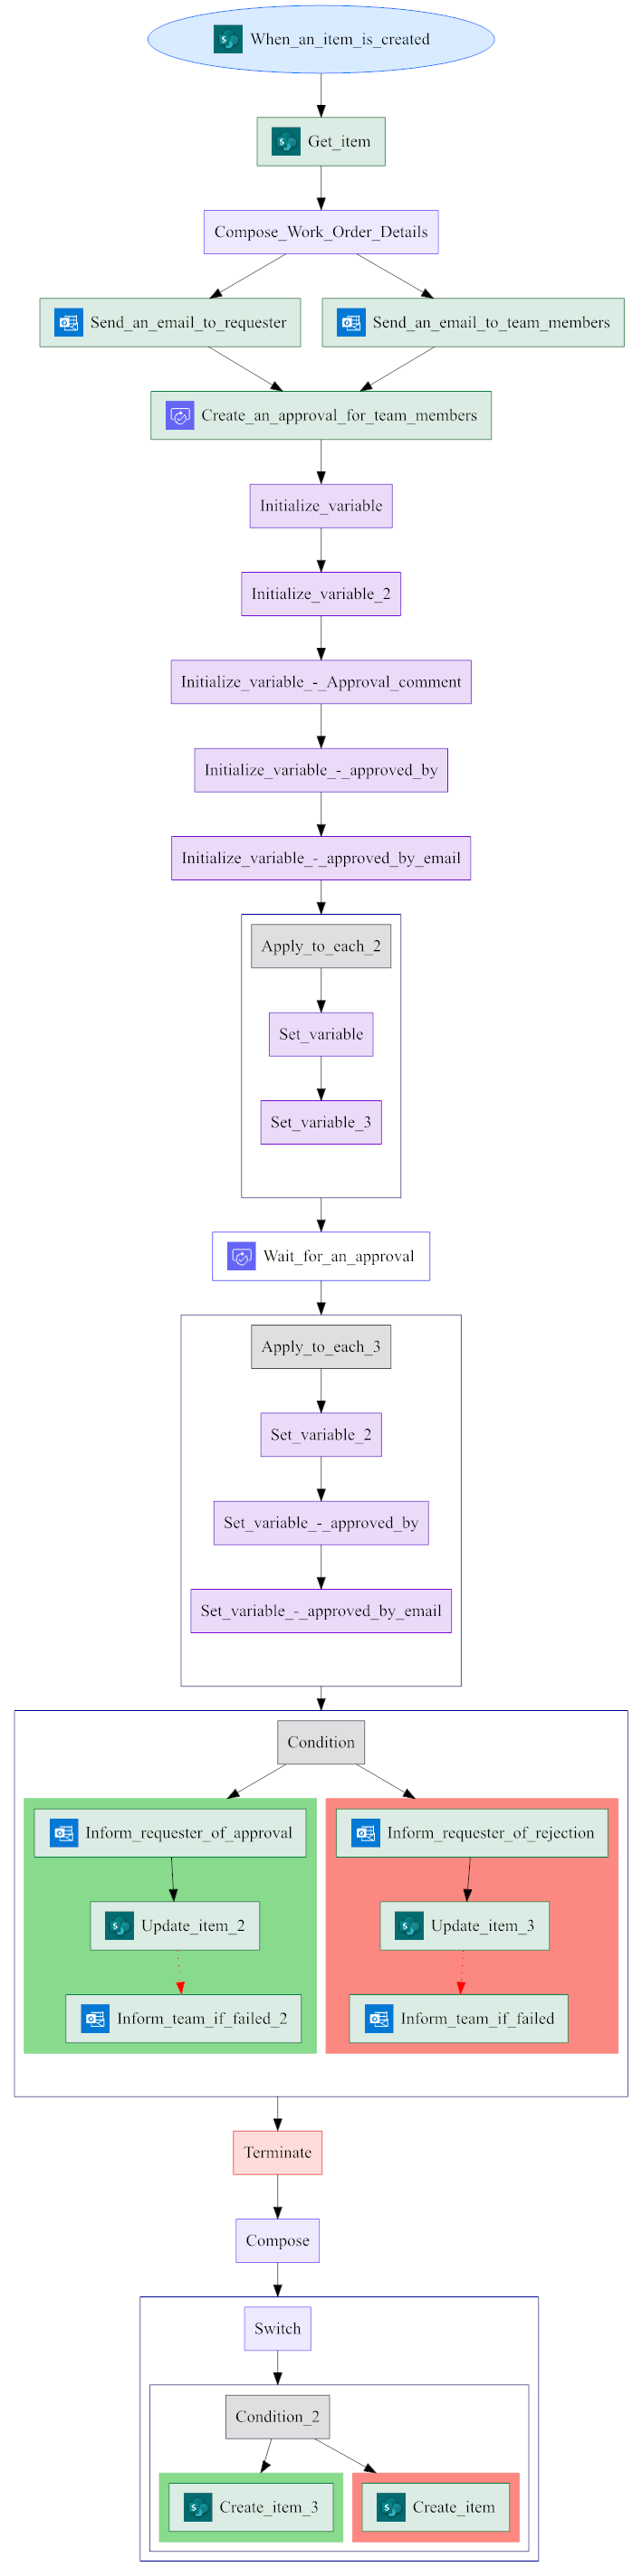 When_an_item_is_created
Get_item
Compose_Work_Order_Details
Send_an_email_to_requester
Send_an_email_to_team_members
Create_an_approval_for_team_members
Initialize_variable
Initialize_variable_2
Initialize_variable_-_Approval_comment
Initialize_variable_-_approved_by
Initialize_variable_-_approved_by_email
Apply_to_each_2
Set_variable
Set_variable_3
Wait_for_an_approval
Apply_to_each_3
Set_variable_2
Set_variable_-_approved_by
Set_variable_-_approved_by_email
Condition
Inform_requester_of_approval
Inform_requester_of_rejection
Update_item_2
Update_item_3
Inform_team_if_failed_2
Inform_team_if_failed
Terminate
Compose
Switch
Condition_2
Create_item_3
Create_item